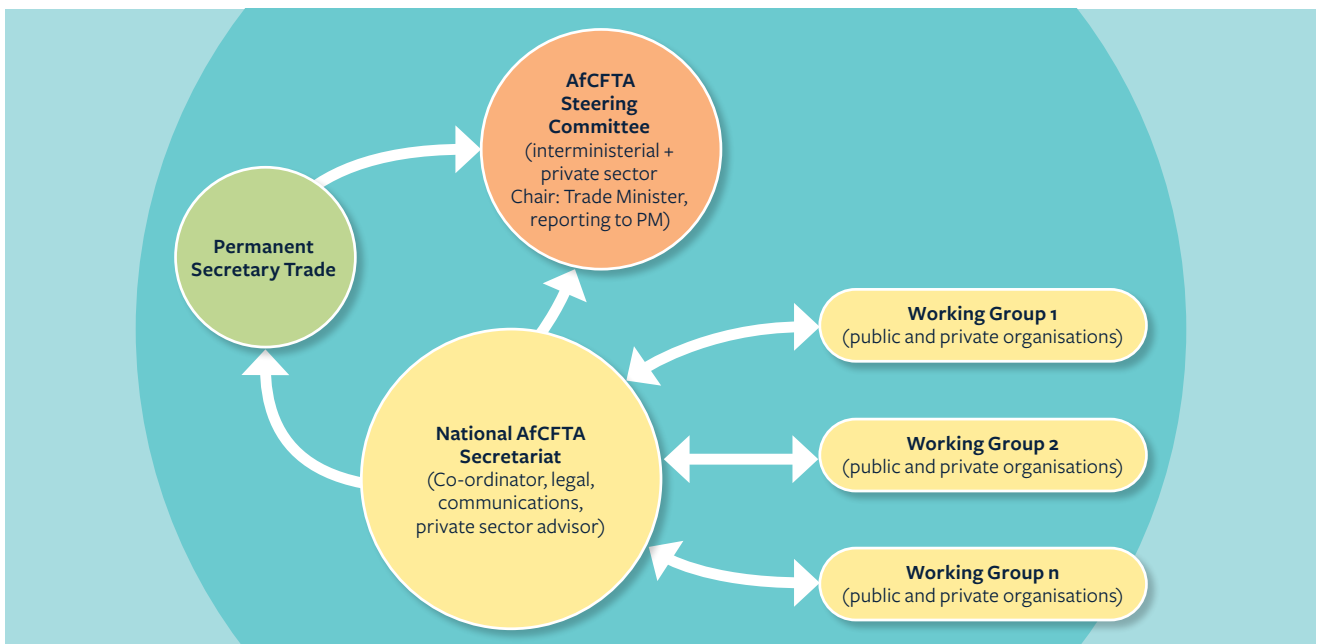 AfCFTA
Steering
Committee
(interministerial +
private sector
Chair: Trade Minister,
reporting to PM)
Permanent
Secretary Trade
National AfCFTA
Secretariat
(Co-ordinator, legal,
communications,
private sector advisor)
Working Group 1
(public and private organisations)
Working Group 2
(public and private organisations)
Working Group n
(public and private organisations)